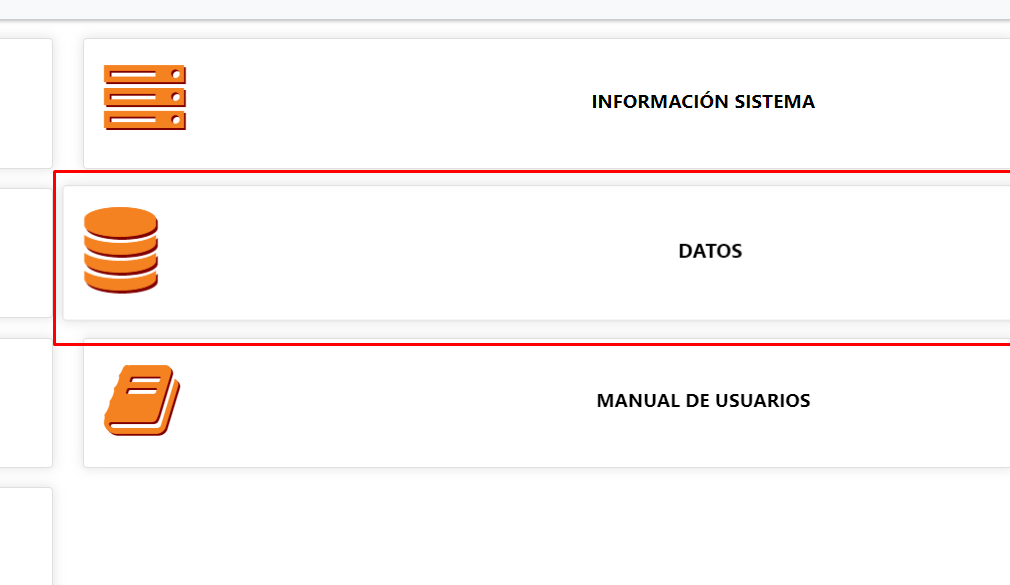 INFORMACIÓN SISTEMA
DATOS
MANUAL DE USUARIOS